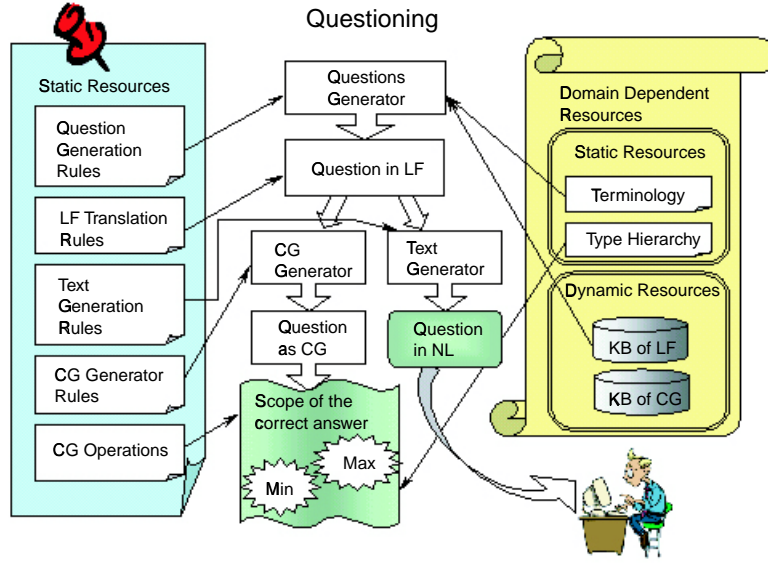 Questioning
Static Resources
Question
Generation
Rules
LF Translation
Rules
Text
Generation
Rules
CG Generator
Rules
CG Operations
Questions
Generator
Question in LF
CG
Generator
Text
Generator
Question
as CG
Question
in NL
Scope of the
correct answer
Max
Min
Domain Dependent
Resources
Static Resources
Terminology
Type Hierarchy
Dynamic Resources
KB of LF
KB of CG